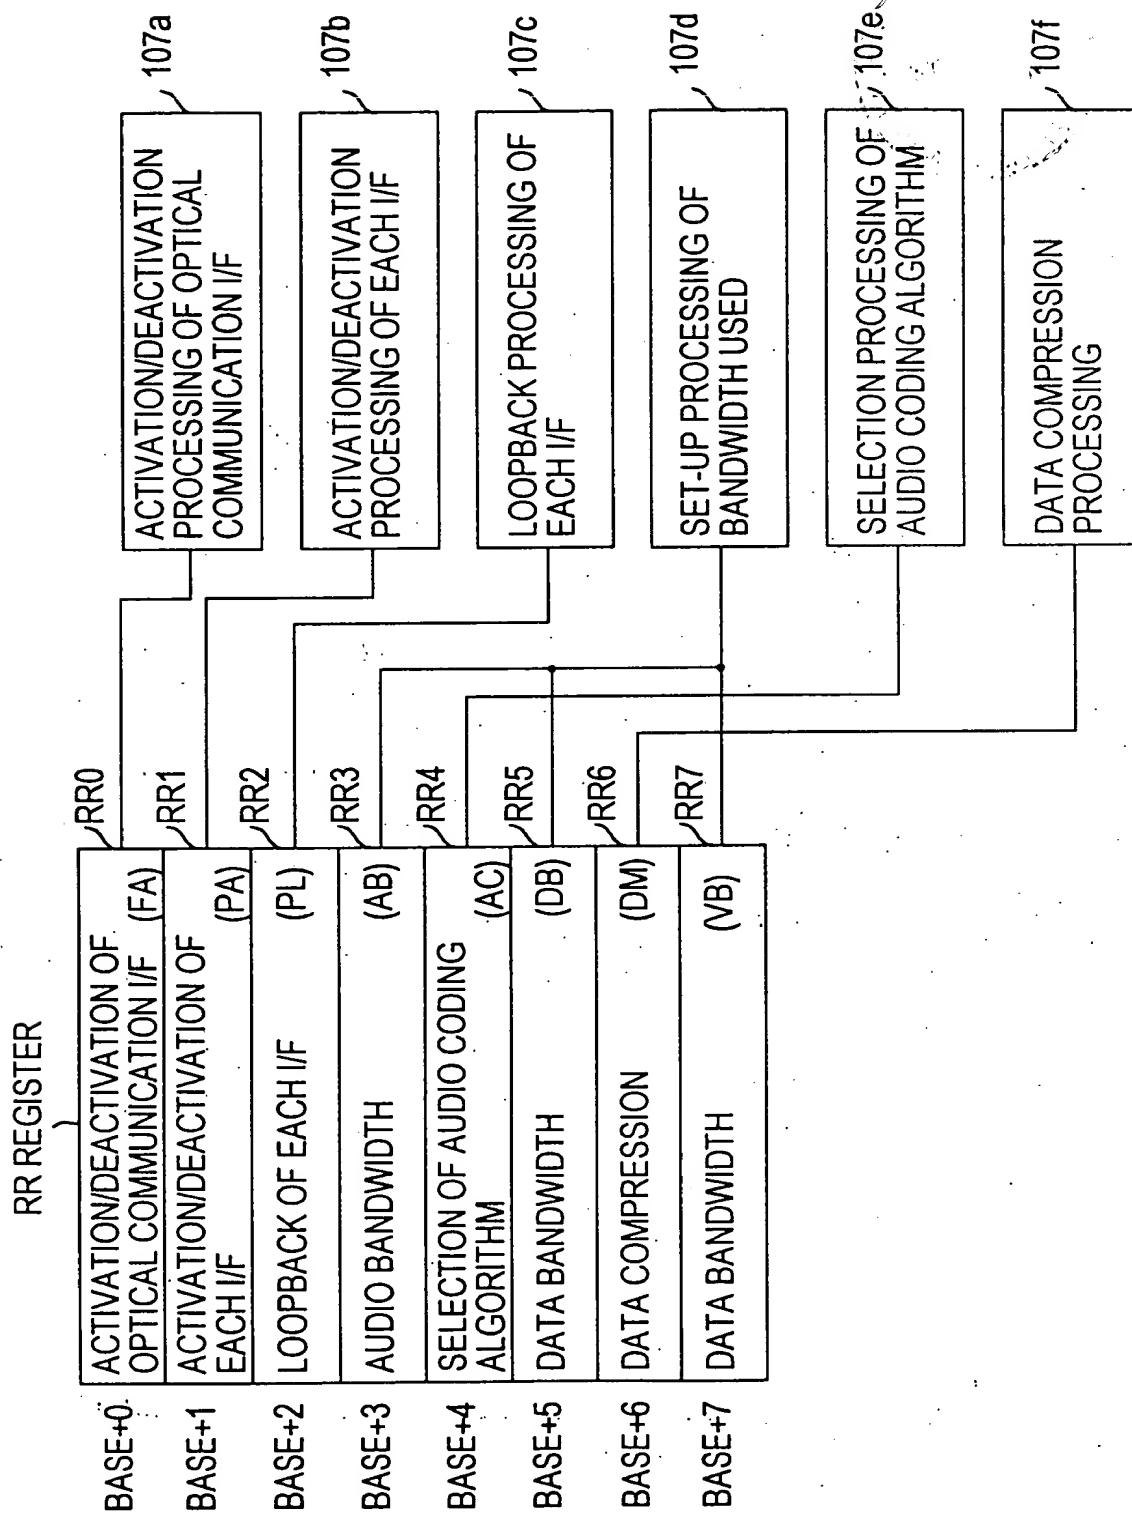 RR REGISTER
BASE+0
ACTIVATION/DEACTIVATION OF
OPTICAL COMMUNICATION I/F (FA)
RR0
BASE+1
ACTIVATION/DEACTIVATION OF
EACH I/F (PA)
RR1
BASE+2
LOOPBACK OF EACH I/F (PL)
RR2
BASE+3
AUDIO BANDWIDTH (AB)
RR3
BASE+4
SELECTION OF AUDIO CODING
ALGORITHM (AC)
RR4
BASE+5
DATA BANDWIDTH (DB)
RR5
BASE+6
DATA COMPRESSION (DM)
RR6
BASE+7
DATA BANDWIDTH (VB)
RR7
ACTIVATION/DEACTIVATION
PROCESSING OF OPTICAL
COMMUNICATION I/F
107a
ACTIVATION/DEACTIVATION
PROCESSING OF EACH I/F
107b
LOOPBACK PROCESSING OF
EACH I/F
107c
SET-UP PROCESSING OF
BANDWIDTH USED
107d
SELECTION PROCESSING OF
AUDIO CODING ALGORITHM
107e
DATA COMPRESSION
PROCESSING
107f